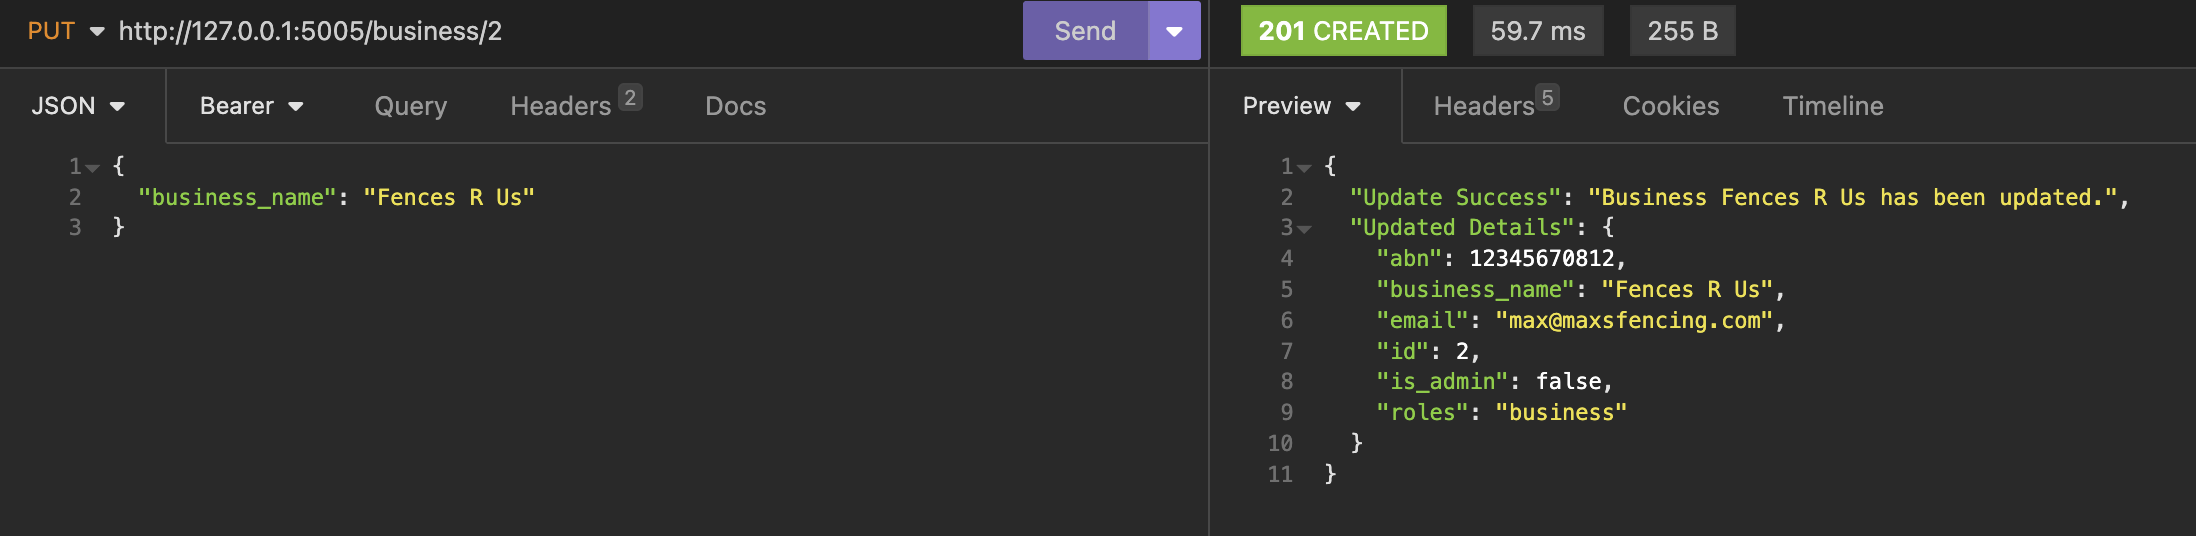 PUT http://127.0.0.1:5005/business/2 Send 201 CREATED 59.7 ms 255 B
JSON Bearer Query Headers 2 Docs Preview Headers 5 Cookies Timeline
1 {
2 "business_name": "Fences R Us"
3 }
1 {
2 "Update Success": "Business Fences R Us has been updated.",
3 "Updated Details": {
4 "abn": 12345670812,
5 "business_name": "Fences R Us",
6 "email": "max@maxsfencing.com",
7 "id": 2,
8 "is_admin": false,
9 "roles": "business"
10 }
11 }